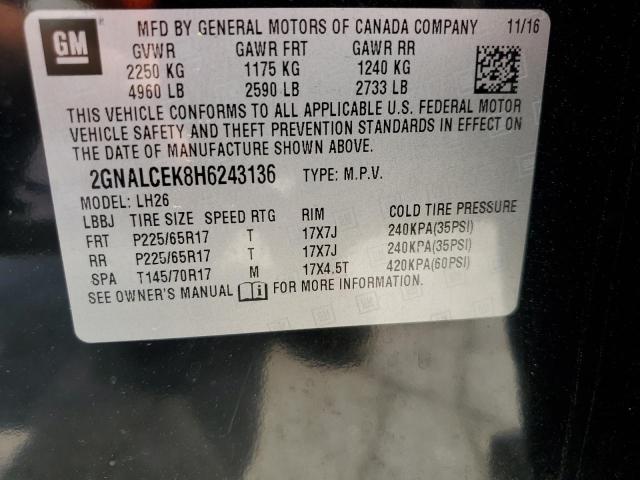 GM
MFD BY GENERAL MOTORS OF CANADA COMPANY 11/16
GVWR GAWR FRT GAWR RR
2250 KG 1175 KG 1240 KG
4960 LB 2590 LB 2733 LB
THIS VEHICLE CONFORMS TO ALL APPLICABLE U.S. FEDERAL MOTOR
VEHICLE SAFETY AND THEFT PREVENTION STANDARDS IN EFFECT ON
THE DATE OF MANUFACTURE SHOWN ABOVE.
2GNALCEK8H6243136 TYPE: M.P.V.
MODEL: LH26
LBBJ TIRE SIZE SPEED RTG RIM COLD TIRE PRESSURE
FRT P225/65R17 T 17X7J 240KPA(35PSI)
RR P225/65R17 T 17X7J 240KPA(35PSI)
SPA T145/70R17 M 17X4.5T 420KPA(60PSI)
SEE OWNER'S MANUAL FOR MORE INFORMATION.